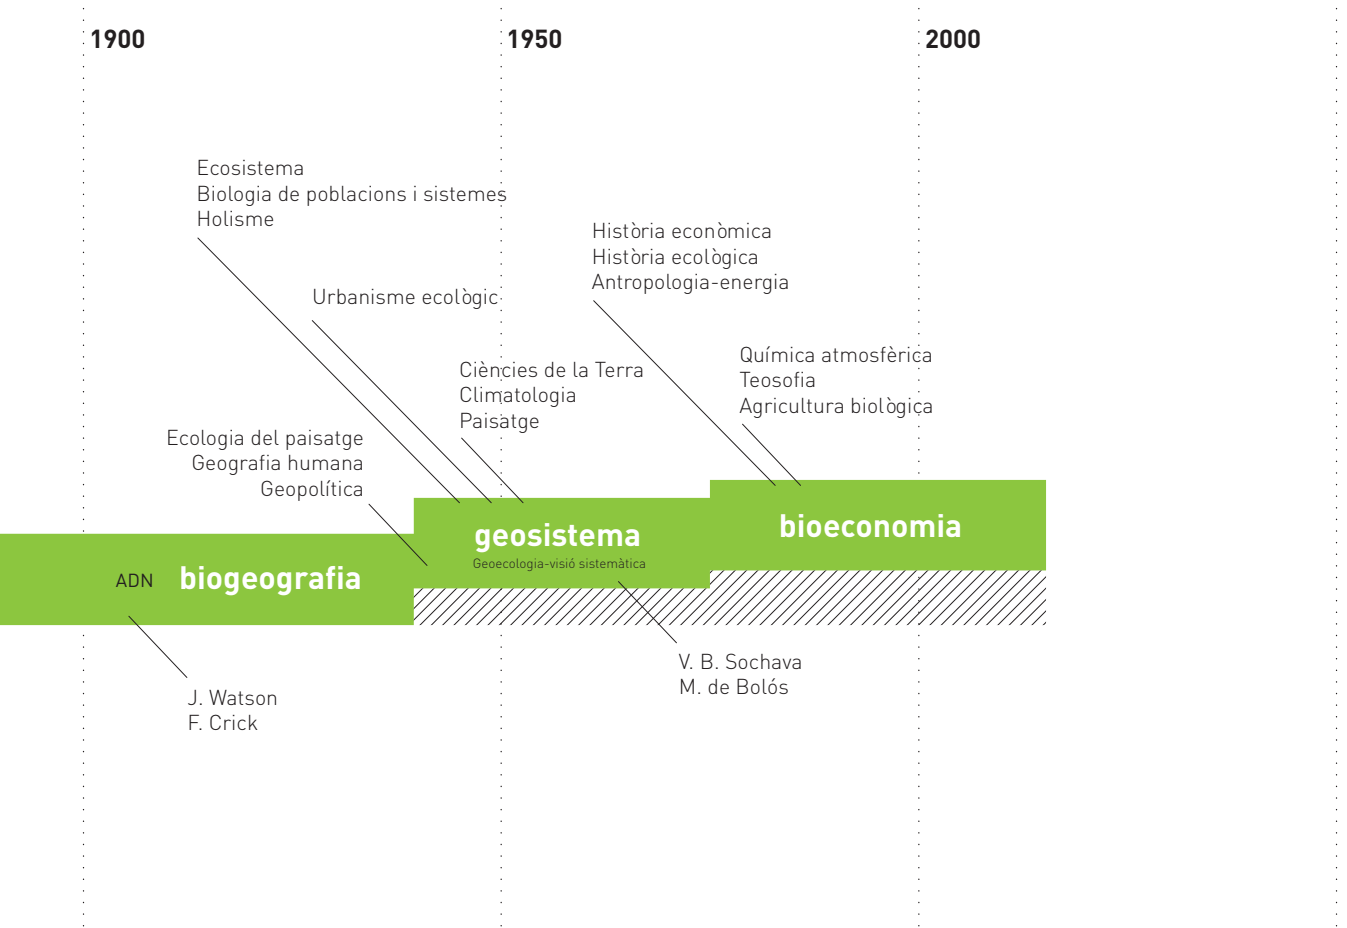 1900
1950
2000
Ecosistema
Biologia de poblacions i sistemes
Holisme
Història econòmica
Història ecològica
Antropologia-energia
Urbanisme ecològic
Química atmosfèrica
Teosofia
Agricultura biològica
Ciències de la Terra
Climatologia
Paisatge
Ecologia del paisatge
Geografia humana
Geopolítica
bioeconomia
geosistema
Geoecologia-visió sistemàtica
ADN
biogeografia
V. B. Sochava
M. de Bolós
J. Watson
F. Crick